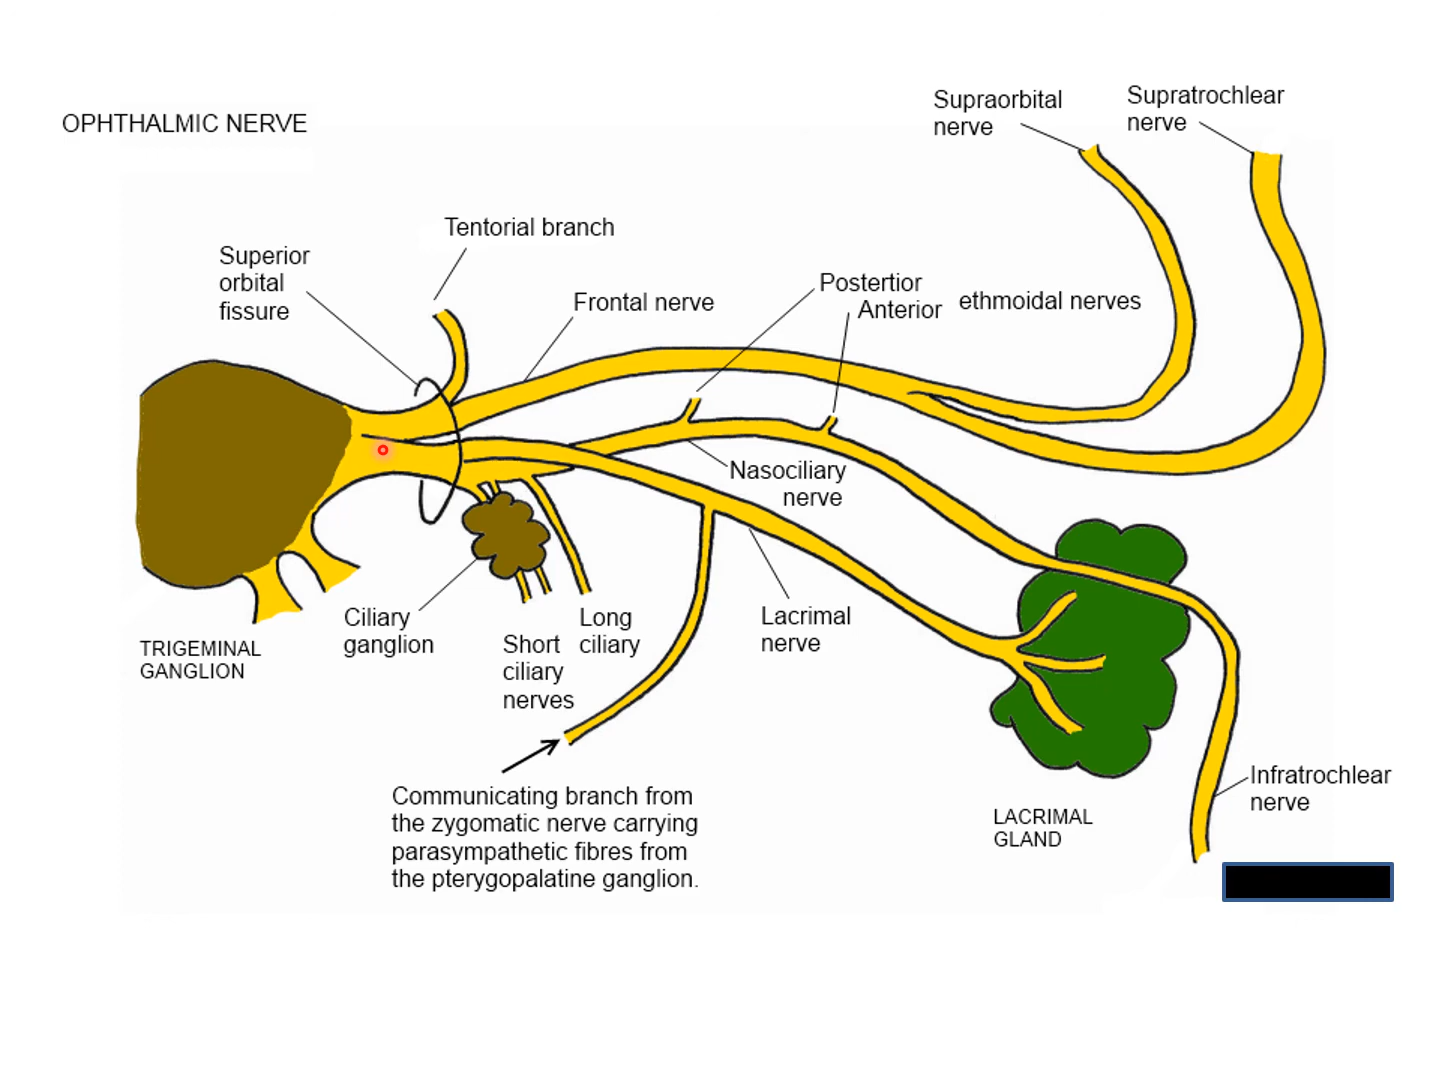 OPHTHALMIC NERVE
Supraorbital
nerve
Supratrochlear
nerve
Tentorial branch
Superior
orbital
fissure
Frontal nerve
Postertior
Anterior
ethmoidal nerves
Nasociliary
nerve
TRIGEMINAL
GANGLION
Ciliary
ganglion
Short
ciliary
nerves
Long
ciliary
Lacrimal
nerve
Communicating branch from
the zygomatic nerve carrying
parasympathetic fibres from
the pterygopalatine ganglion.
LACRIMAL
GLAND
Infratrochlear
nerve